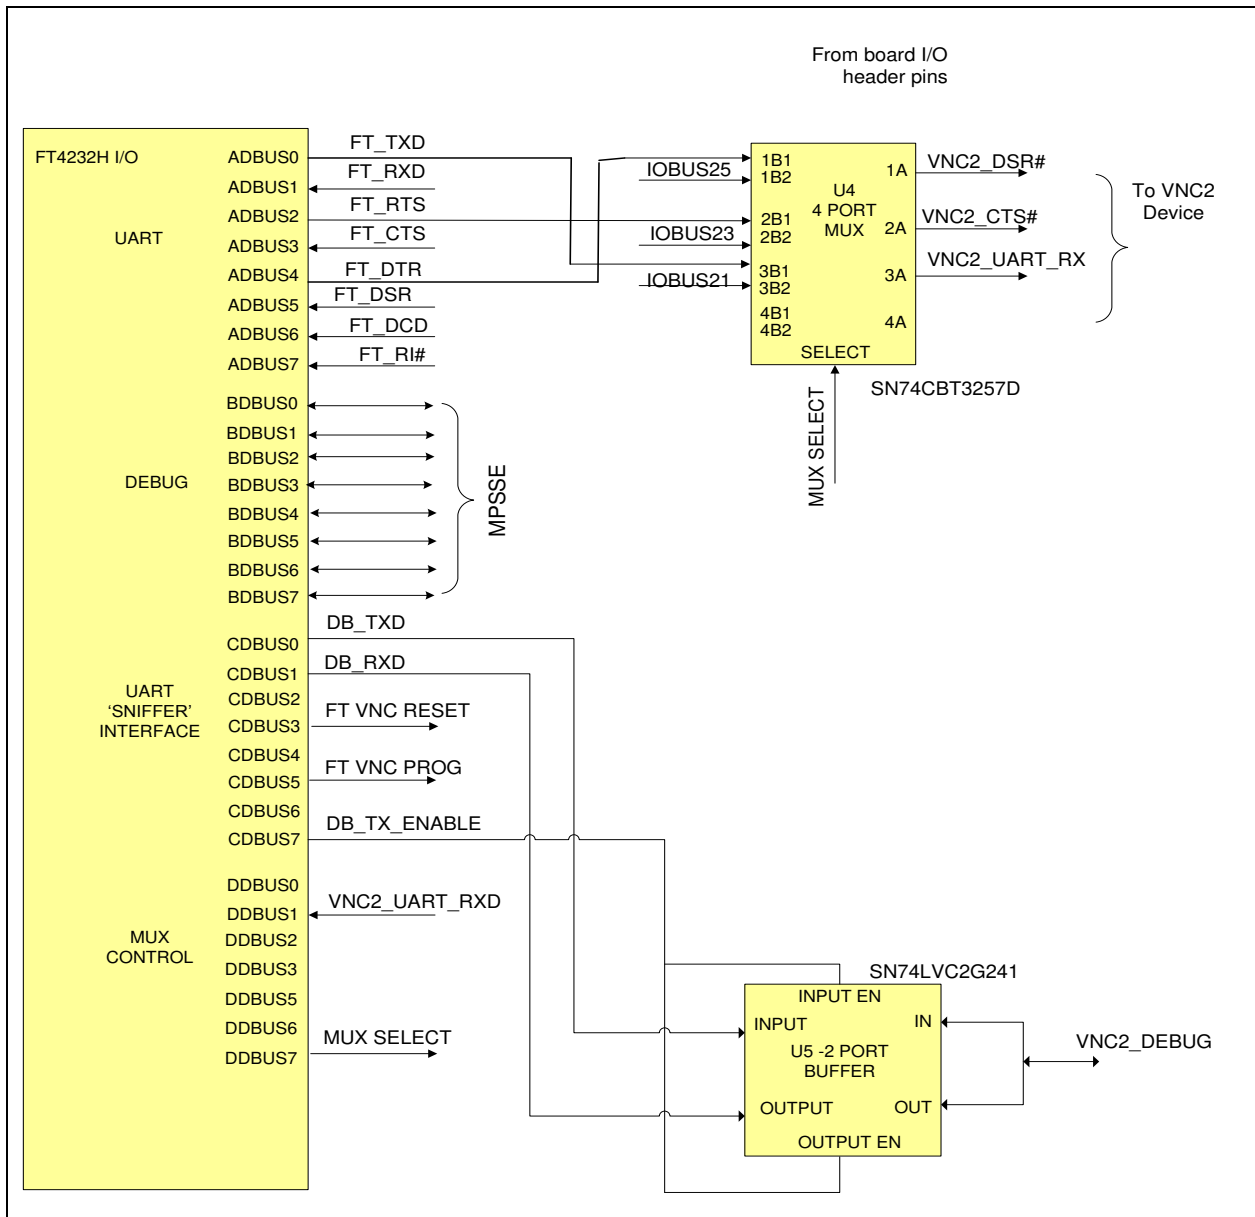 From board I/O
header pins
FT4232H I/O
UART
DEBUG
UART
‘SNIFFER’
INTERFACE
MUX
CONTROL
ADBUS0
ADBUS1
ADBUS2
ADBUS3
ADBUS4
ADBUS5
ADBUS6
ADBUS7
BDBUS0
BDBUS1
BDBUS2
BDBUS3
BDBUS4
BDBUS5
BDBUS6
BDBUS7
CDBUS0
CDBUS1
CDBUS2
CDBUS3
CDBUS4
CDBUS5
CDBUS6
CDBUS7
DDBUS0
DDBUS1
DDBUS2
DDBUS3
DDBUS5
DDBUS6
DDBUS7
FT_TXD
FT_RXD
FT_RTS
FT_CTS
FT_DTR
FT_DSR
FT_DCD
FT_RI#
MPSSE
DB_TXD
DB_RXD
FT VNC RESET
FT VNC PROG
DB_TX_ENABLE
VNC2_UART_RXD
MUX SELECT
IOBUS25
IOBUS23
IOBUS21
1B1
1B2
2B1
2B2
3B1
3B2
4B1
4B2
U4
4 PORT
MUX
1A
2A
3A
4A
SELECT
SN74CBT3257D
MUX SELECT
VNC2_DSR#
VNC2_CTS#
VNC2_UART_RX
To VNC2
Device
SN74LVC2G241
INPUT EN
INPUT
IN
U5 -2 PORT
BUFFER
OUTPUT
OUT
OUTPUT EN
VNC2_DEBUG